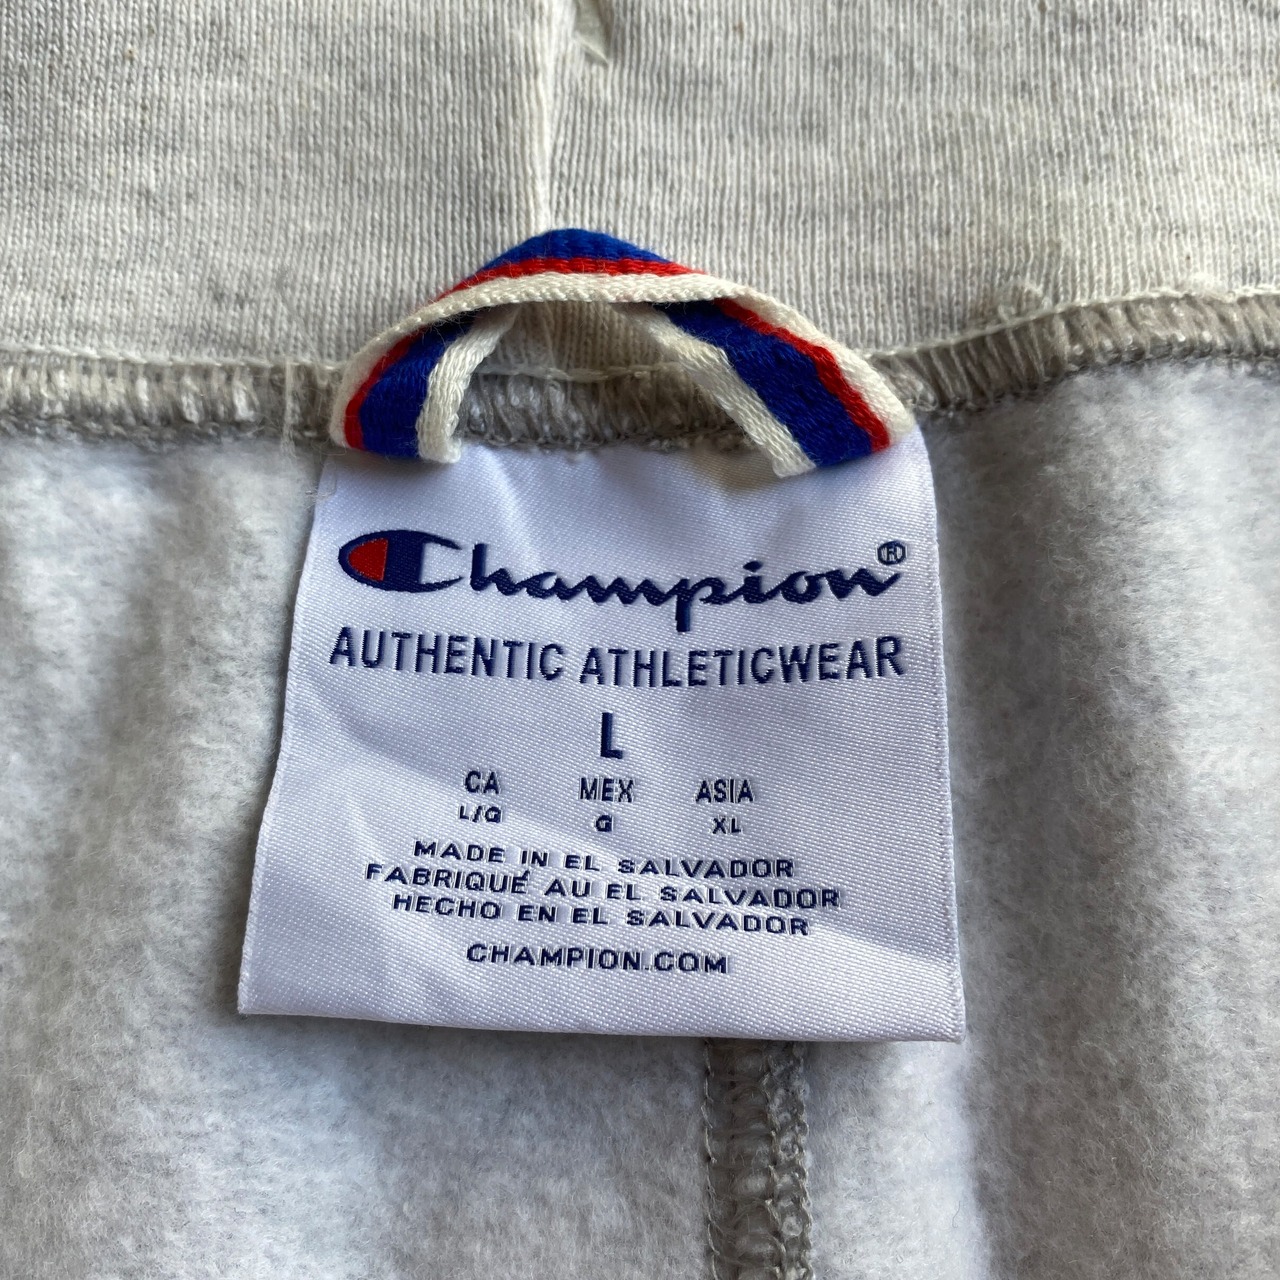 Champion®
AUTHENTIC ATHLETICWEAR
L
CA MEX ASIA
L/G G XL
MADE IN EL SALVADOR
FABRIQUÉ AU EL SALVADOR
HECHO EN EL SALVADOR
CHAMPION.COM